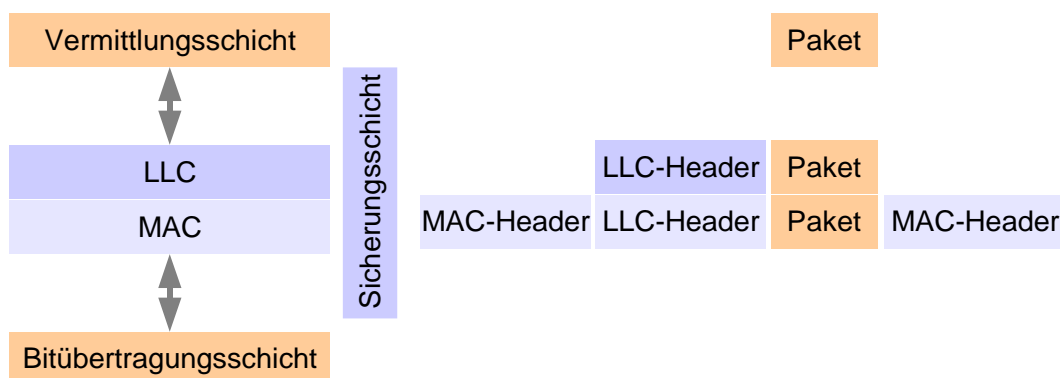 Vermittlungsschicht
Paket
Sicherungsschicht
LLC
LLC-Header Paket
MAC
MAC-Header LLC-Header Paket MAC-Header
Bitübertragungsschicht